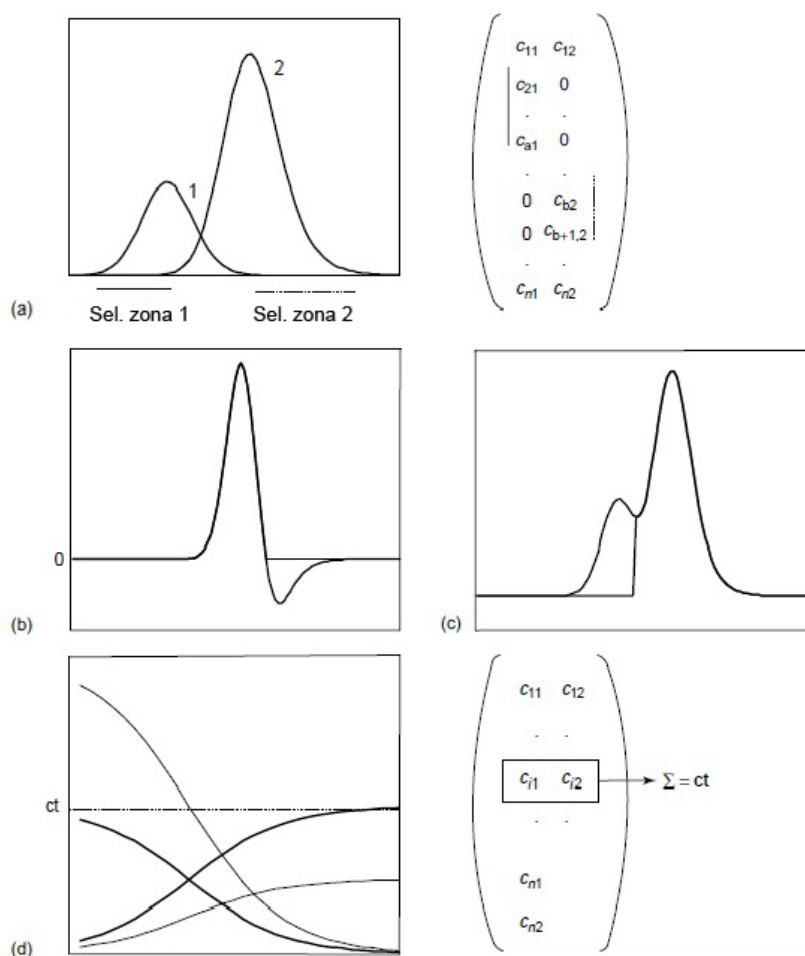 2
1
(a)
Sel. zona 1
Sel. zona 2
c11 c12
c21 0
. .
ca1 0
. .
0 cb2
0 cb+1,2
. .
cn1 cn2
0
(b)
(c)
ct
(d)
c11 c12
. .
ci1 ci2
Σ = ct
. .
cn1
cn2